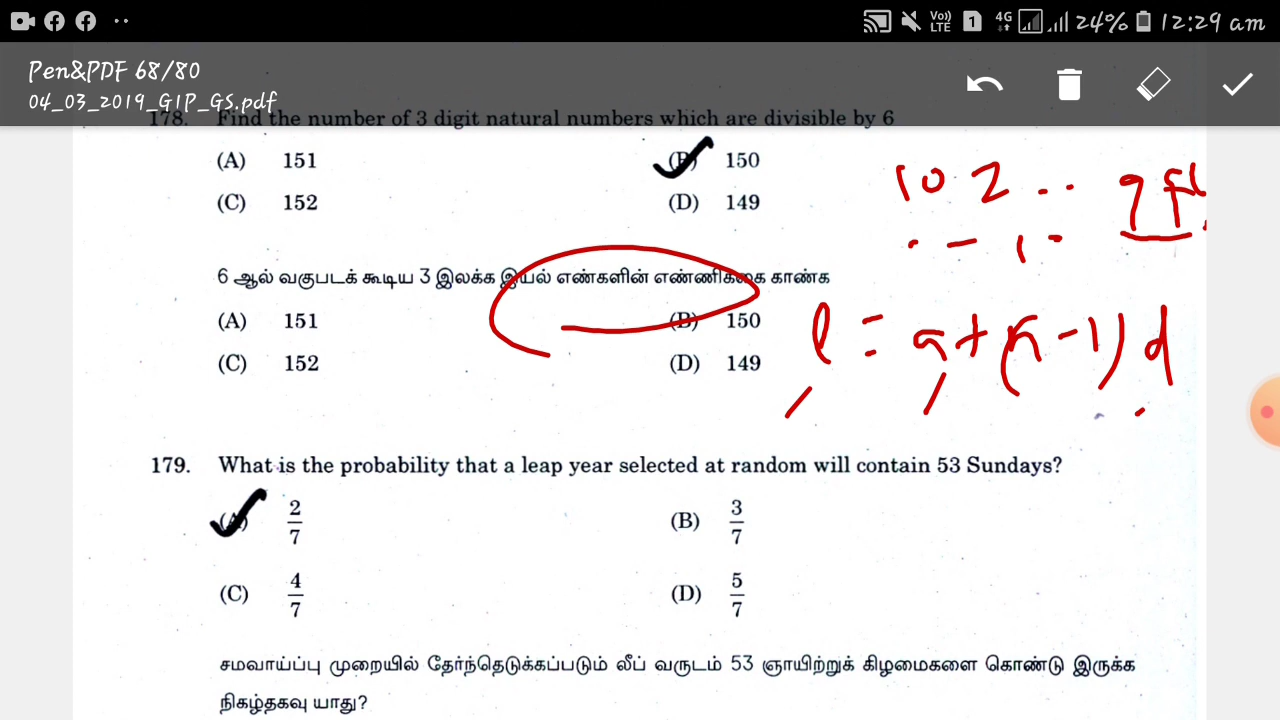 Vo)) LTE 1 4G 24% 12:29 am
Pen&PDF 68/80
04_03_2019_G1P_GS.pdf
178. Find the number of 3 digit natural numbers which are divisible by 6
(A) 151 (B) 150
(C) 152 (D) 149
102 ..
6 ஆல் வகுபடக் கூடிய 3 இலக்க இயல் எண்களின் எண்ணிக்கை காண்க
(A) 151 (B) 150
(C) 152 (D) 149
l = a + (n - 1) d
179. What is the probability that a leap year selected at random will contain 53 Sundays?
(A) 2/7 (B) 3/7
(C) 4/7 (D) 5/7
சமவாய்ப்பு முறையில் தேர்ந்தெடுக்கப்படும் லீப் வருடம் 53 ஞாயிற்றுக் கிழமைகளை கொண்டு இருக்க
நிகழ்தகவு யாது?